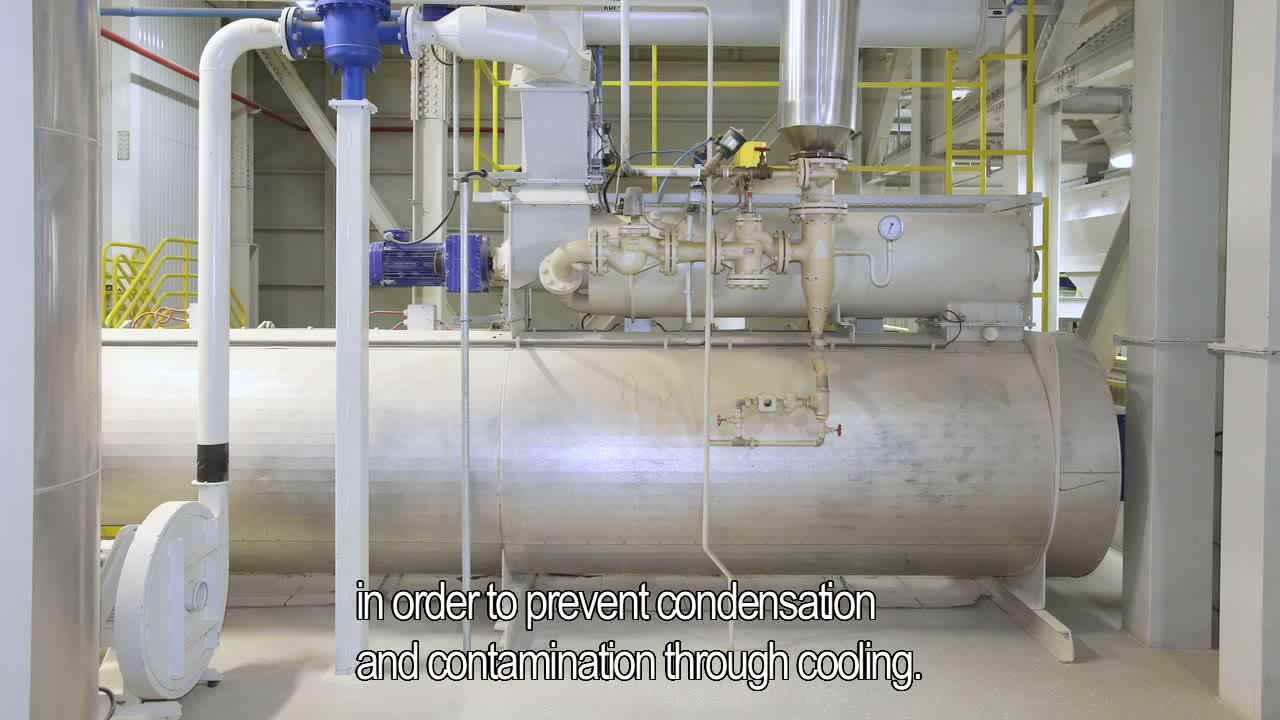 in order to prevent condensation
and contamination through cooling.